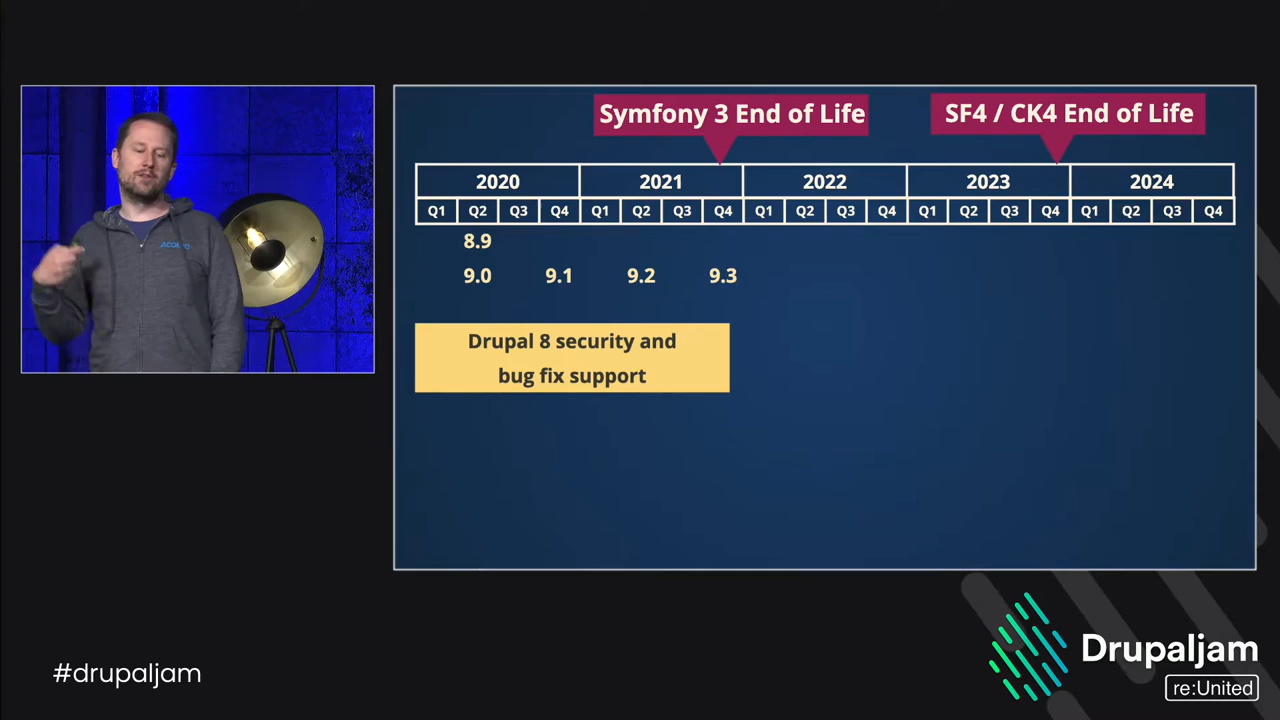 Symfony 3 End of Life
SF4 / CK4 End of Life
2020 2021 2022 2023 2024
Q1 Q2 Q3 Q4 Q1 Q2 Q3 Q4 Q1 Q2 Q3 Q4 Q1 Q2 Q3 Q4 Q1 Q2 Q3 Q4
8.9
9.0 9.1 9.2 9.3
Drupal 8 security and
bug fix support
#drupaljam
Drupaljam
re:United